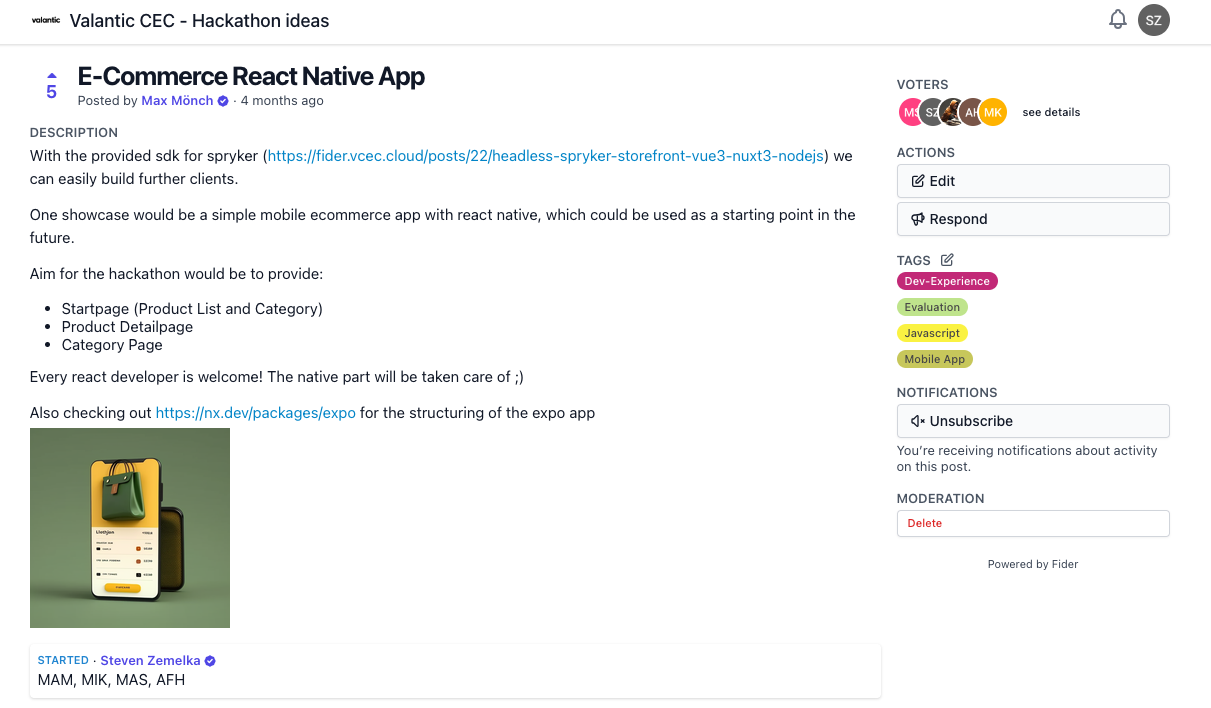 valantic Valantic CEC - Hackathon ideas
SZ
5
E-Commerce React Native App
Posted by Max Mönch · 4 months ago
DESCRIPTION
With the provided sdk for spryker (https://fider.vcec.cloud/posts/22/headless-spryker-storefront-vue3-nuxt3-nodejs) we
can easily build further clients.
One showcase would be a simple mobile ecommerce app with react native, which could be used as a starting point in the
future.
Aim for the hackathon would be to provide:
• Startpage (Product List and Category)
• Product Detailpage
• Category Page
Every react developer is welcome! The native part will be taken care of ;)
Also checking out https://nx.dev/packages/expo for the structuring of the expo app
STARTED · Steven Zemelka
MAM, MIK, MAS, AFH
VOTERS
SZ AH MK see details
ACTIONS
Edit
Respond
TAGS
Dev-Experience
Evaluation
Javascript
Mobile App
NOTIFICATIONS
Unsubscribe
You’re receiving notifications about activity
on this post.
MODERATION
Delete
Powered by Fider